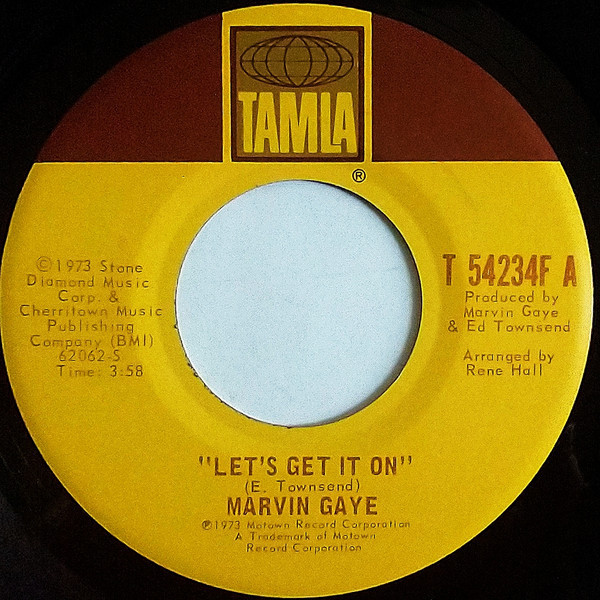 TAMLA
®
©1973 Stone
Diamond Music
Corp. &
Cherritown Music
Publishing
Company (BMI)
62062-S
Time: 3:58
T 54234F A
Produced by
Marvin Gaye
& Ed Townsend
Arranged by
Rene Hall
"LET'S GET IT ON"
(E. Townsend)
MARVIN GAYE
℗1973 Motown Record Corporation
A Trademark of Motown
Record Corporation